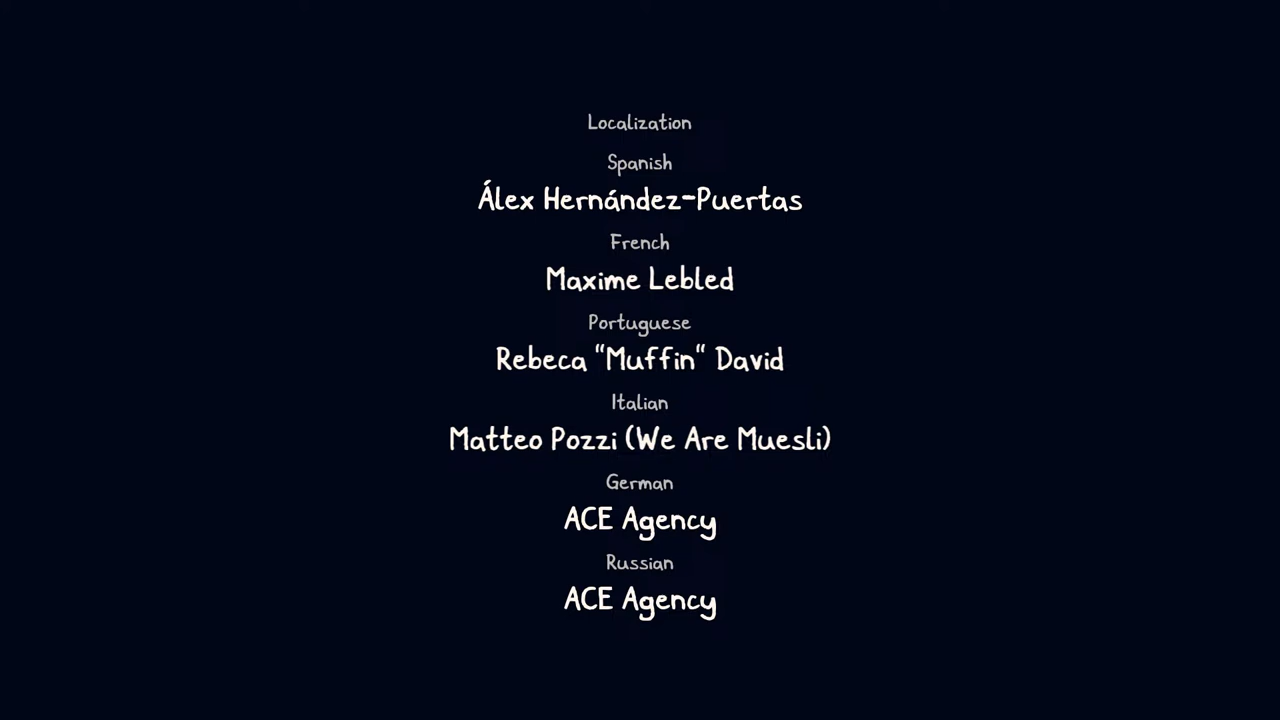 Localization
Spanish
Álex Hernández-Puertas
French
Maxime Lebled
Portuguese
Rebeca “Muffin“ David
Italian
Matteo Pozzi (We Are Muesli)
German
ACE Agency
Russian
ACE Agency